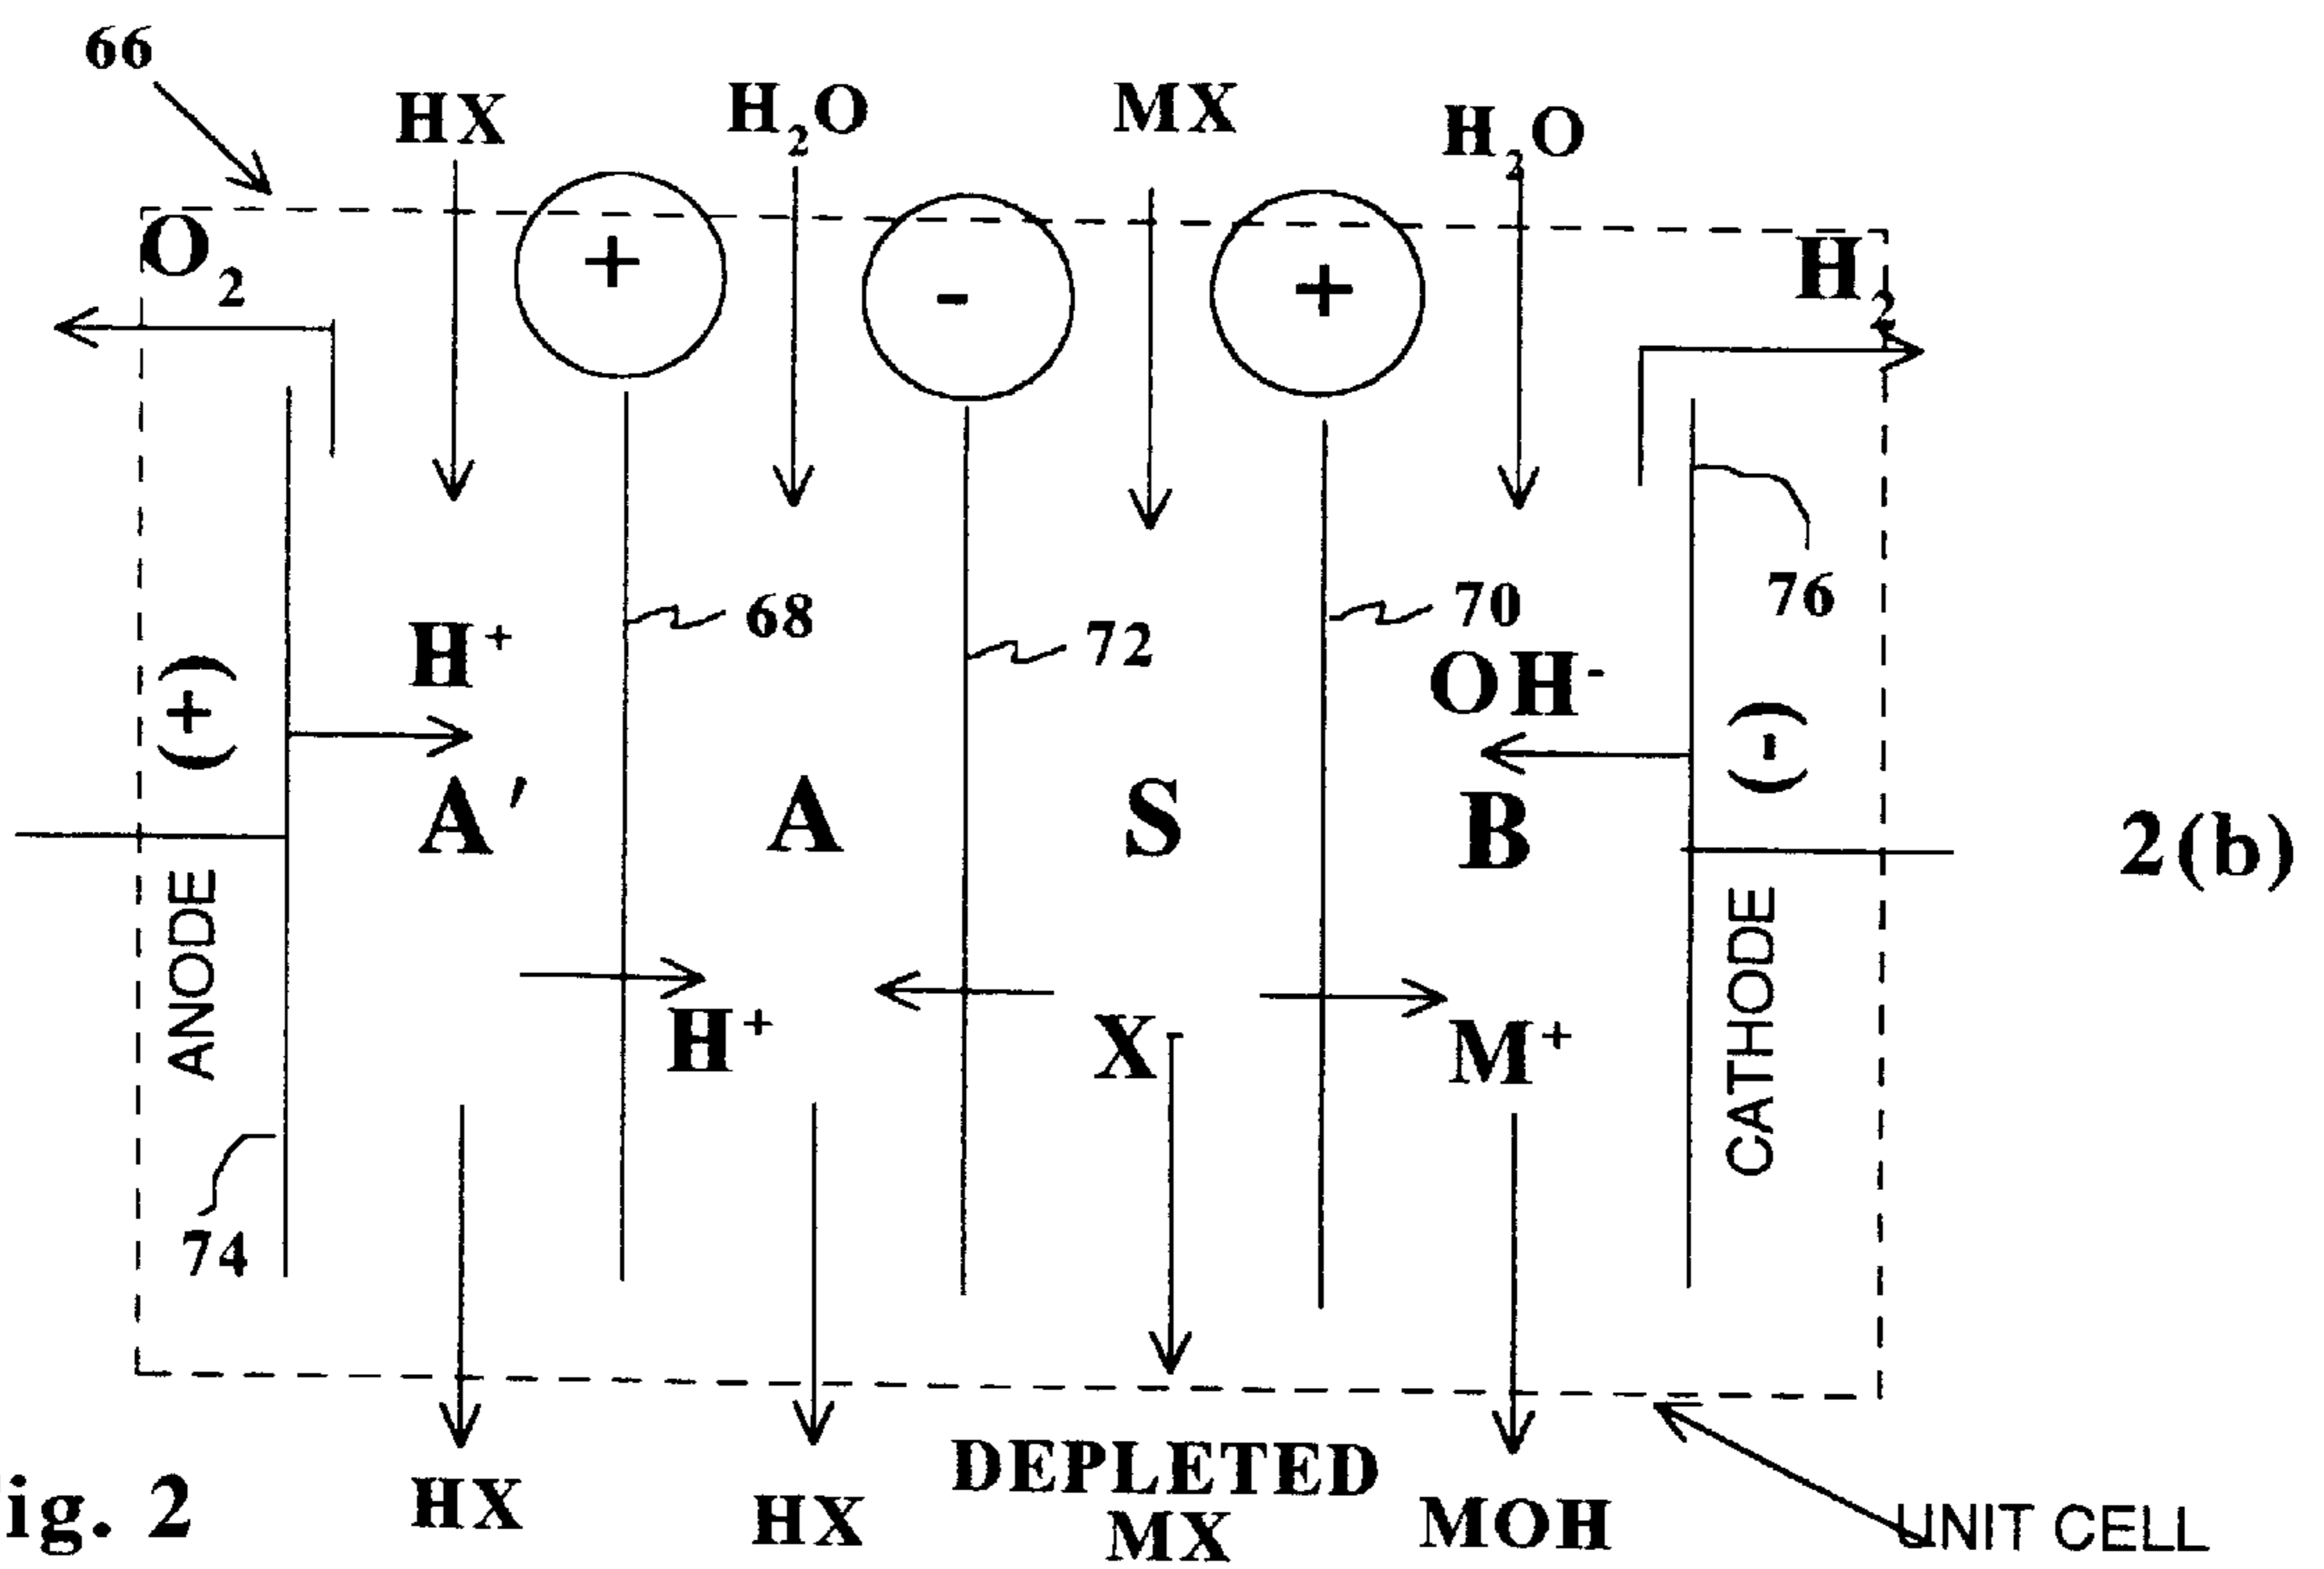 66
HX
H₂O
MX
H₂O
O₂
+
-
+
H₂
68
72
70
76
H⁺
OH⁻
(+)
(-)
A'
A
S
B
2(b)
ANODE
CATHODE
H⁺
X⁻
M⁺
74
ig. 2
HX
HX
DEPLETED
MX
MOH
UNIT CELL